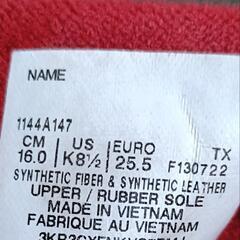 NAME
1144A147
CM US EURO TX
16.0 K8½ 25.5 F130722
SYNTHETIC FIBER & SYNTHETIC LEATHER
UPPER / RUBBER SOLE
MADE IN VIETNAM
FABRIQUE AU VIETNAM